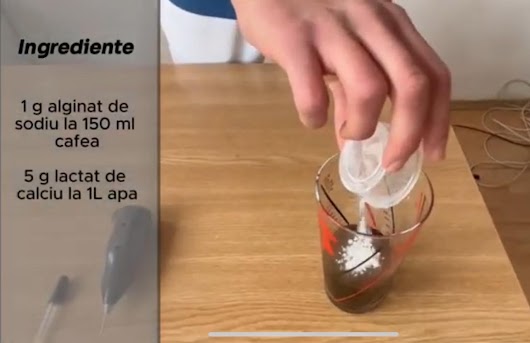 Ingrediente
1 g alginat de
sodiu la 150 ml
cafea
5 g lactat de
calciu la 1L apa